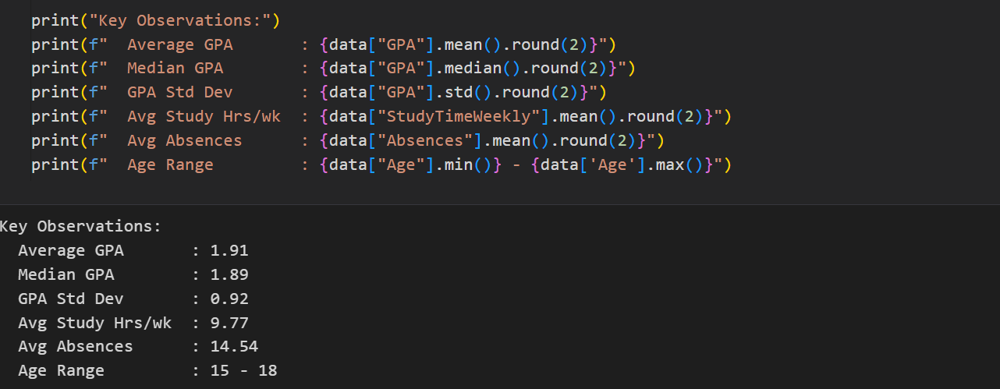 print("Key Observations:")
print(f"  Average GPA       : {data["GPA"].mean().round(2)}")
print(f"  Median GPA        : {data["GPA"].median().round(2)}")
print(f"  GPA Std Dev       : {data["GPA"].std().round(2)}")
print(f"  Avg Study Hrs/wk  : {data["StudyTimeWeekly"].mean().round(2)}")
print(f"  Avg Absences      : {data["Absences"].mean().round(2)}")
print(f"  Age Range         : {data["Age"].min()} - {data['Age'].max()}")
Key Observations:
  Average GPA       : 1.91
  Median GPA        : 1.89
  GPA Std Dev       : 0.92
  Avg Study Hrs/wk  : 9.77
  Avg Absences      : 14.54
  Age Range         : 15 - 18